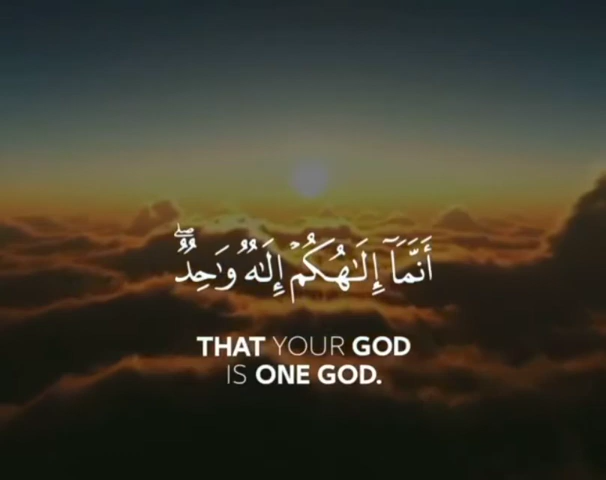 أَنَّمَآ إِلَـٰهُكُمْ إِلَـٰهٌ وَٰحِدٌ ۖ
THAT YOUR GOD
IS ONE GOD.